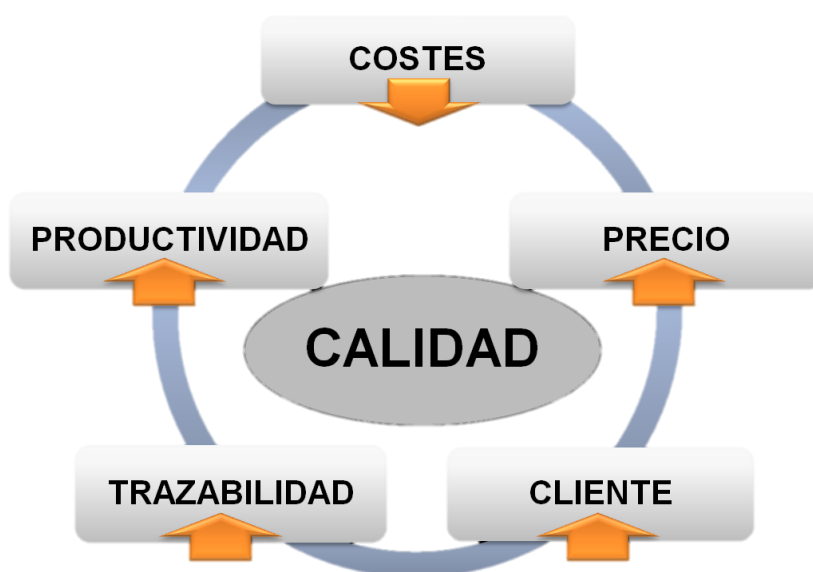 COSTES
PRODUCTIVIDAD
PRECIO
CALIDAD
TRAZABILIDAD
CLIENTE